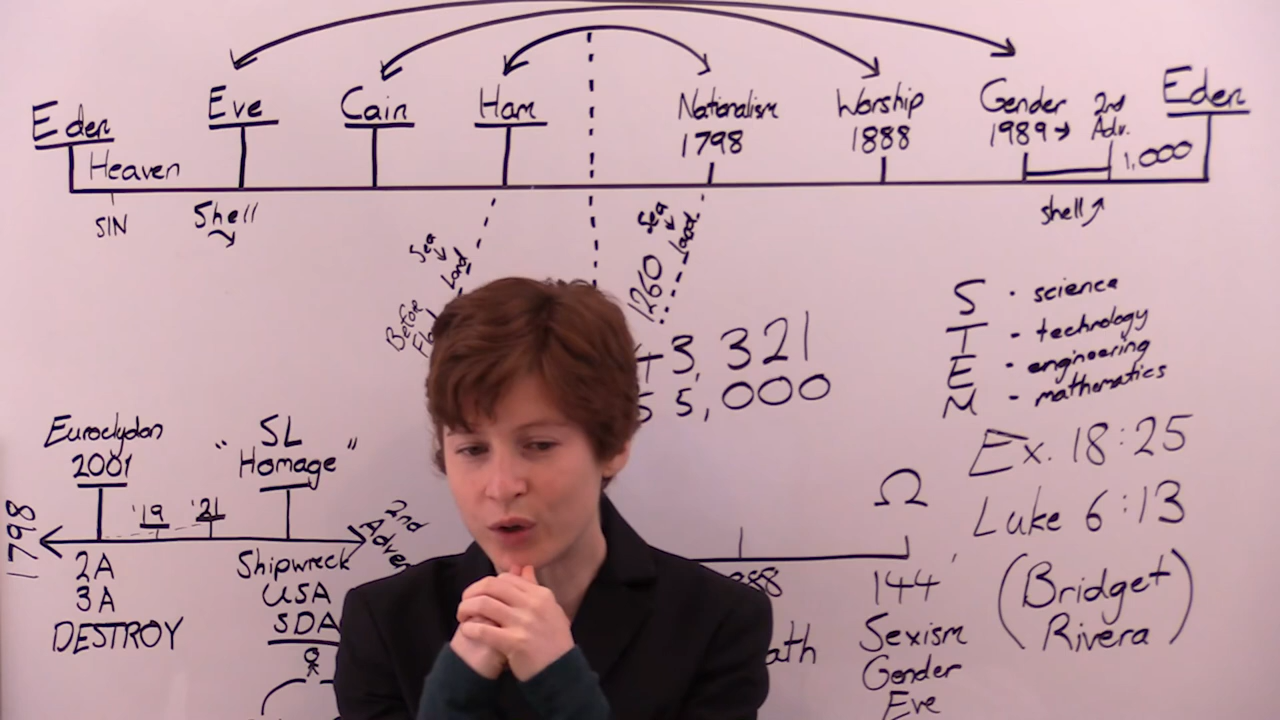 Eden
Eve
Cain
Ham
Nationalism
1798
Worship
1888
Gender
1989→
2nd
Adv.
Eden
Heaven
1,000
SIN
Shell
shell
Sea
↓
Land
Before
1260
Sea
↓
Land
3,321
5,000
S - science
T - technology
E - engineering
M - mathematics
Ex. 18:25
Luke 6:13
(Bridget
Rivera)
Euroclydon
2001
'19
'21
" SL "
Homage
1798
2nd
2A
3A
DESTROY
Shipwreck
USA
SDA
Ω
144
Sexism
Gender
Eve